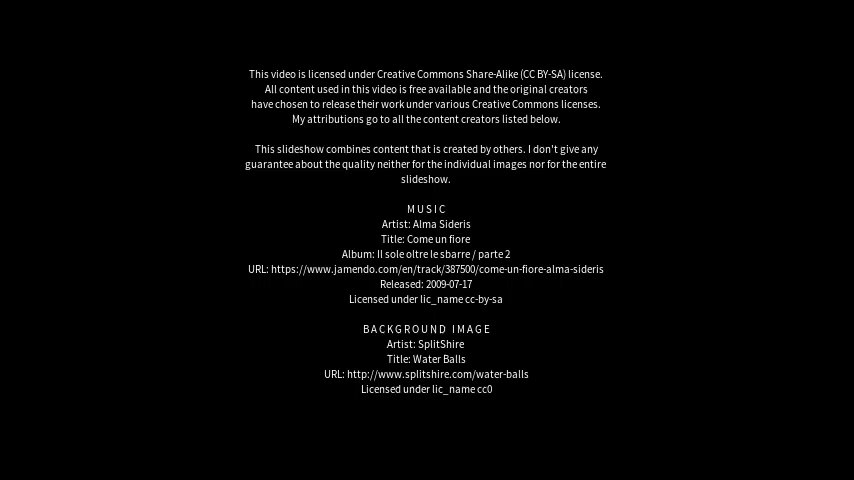 This video is licensed under Creative Commons Share-Alike (CC BY-SA) license.
All content used in this video is free available and the original creators
have chosen to release their work under various Creative Commons licenses.
My attributions go to all the content creators listed below.
This slideshow combines content that is created by others. I don't give any
guarantee about the quality neither for the individual images nor for the entire
slideshow.
MUSIC
Artist: Alma Sideris
Title: Come un fiore
Album: Il sole oltre le sbarre / parte 2
URL: https://www.jamendo.com/en/track/387500/come-un-fiore-alma-sideris
Released: 2009-07-17
Licensed under lic_name cc-by-sa
BACKGROUND IMAGE
Artist: SplitShire
Title: Water Balls
URL: http://www.splitshire.com/water-balls
Licensed under lic_name cc0